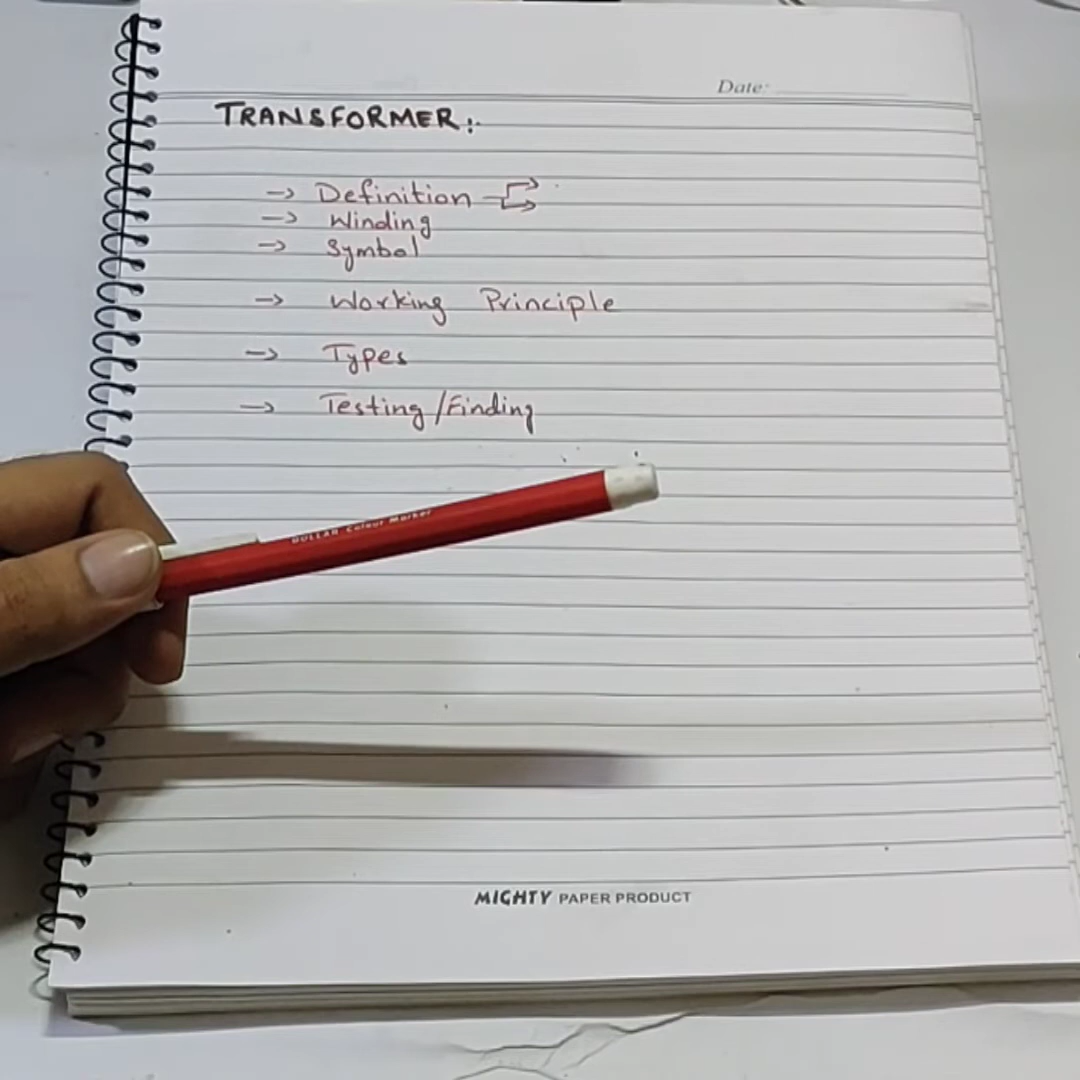 Date:
TRANSFORMER:-
→ Definition
→ Winding
→ Symbol
→ Working Principle
→ Types
→ Testing/Finding
DOLLAR Colour Marker
MIGHTY PAPER PRODUCT